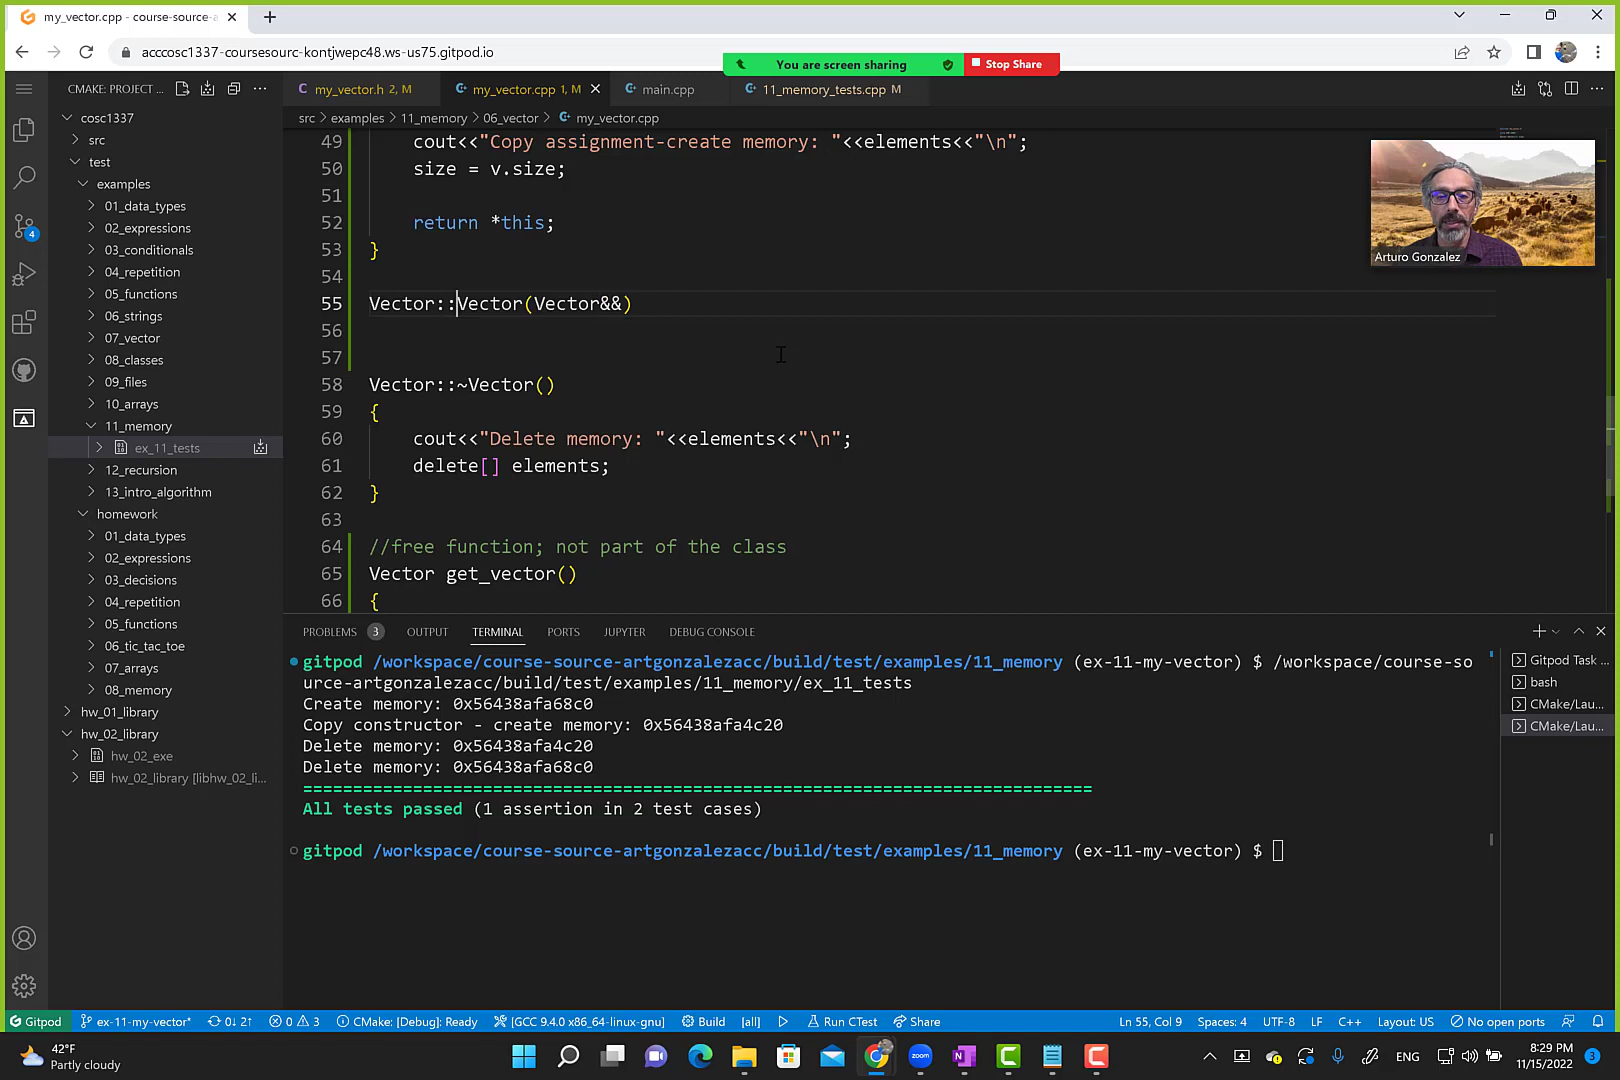 my_vector.cpp - course-source-a
acccosc1337-coursesourc-kontjwepc48.ws-us75.gitpod.io
You are screen sharing
Stop Share
CMAKE: PROJECT ...
my_vector.h 2, M
my_vector.cpp 1, M
main.cpp
11_memory_tests.cpp M
src > examples > 11_memory > 06_vector > my_vector.cpp
cosc1337
src
test
examples
01_data_types
02_expressions
03_conditionals
04_repetition
05_functions
06_strings
07_vector
08_classes
09_files
10_arrays
11_memory
ex_11_tests
12_recursion
13_intro_algorithm
homework
01_data_types
02_expressions
03_decisions
04_repetition
05_functions
06_tic_tac_toe
07_arrays
08_memory
hw_01_library
hw_02_library
hw_02_exe
hw_02_library [libhw_02_li...
4
49 cout<<"Copy assignment-create memory: "<<elements<<"\n";
50 size = v.size;
51
52 return *this;
53 }
54
55 Vector::Vector(Vector&&)
56
57
58 Vector::~Vector()
59 {
60 cout<<"Delete memory: "<<elements<<"\n";
61 delete[] elements;
62 }
63
64 //free function; not part of the class
65 Vector get_vector()
66 {
Arturo Gonzalez
PROBLEMS 3 OUTPUT TERMINAL PORTS JUPYTER DEBUG CONSOLE
gitpod /workspace/course-source-artgonzalezacc/build/test/examples/11_memory (ex-11-my-vector) $ /workspace/course-so
urce-artgonzalezacc/build/test/examples/11_memory/ex_11_tests
Create memory: 0x56438afa68c0
Copy constructor - create memory: 0x56438afa4c20
Delete memory: 0x56438afa4c20
Delete memory: 0x56438afa68c0
===============================================================================
All tests passed (1 assertion in 2 test cases)
gitpod /workspace/course-source-artgonzalezacc/build/test/examples/11_memory (ex-11-my-vector) $
Gitpod Task ...
bash
CMake/Lau...
CMake/Lau...
Gitpod ex-11-my-vector* 0↓ 2↑ 0 3 CMake: [Debug]: Ready [GCC 9.4.0 x86_64-linux-gnu] Build [all] Run CTest Share Ln 55, Col 9 Spaces: 4 UTF-8 LF C++ Layout: US No open ports
42°F
Partly cloudy
zoom
ENG
8:29 PM
11/15/2022
3